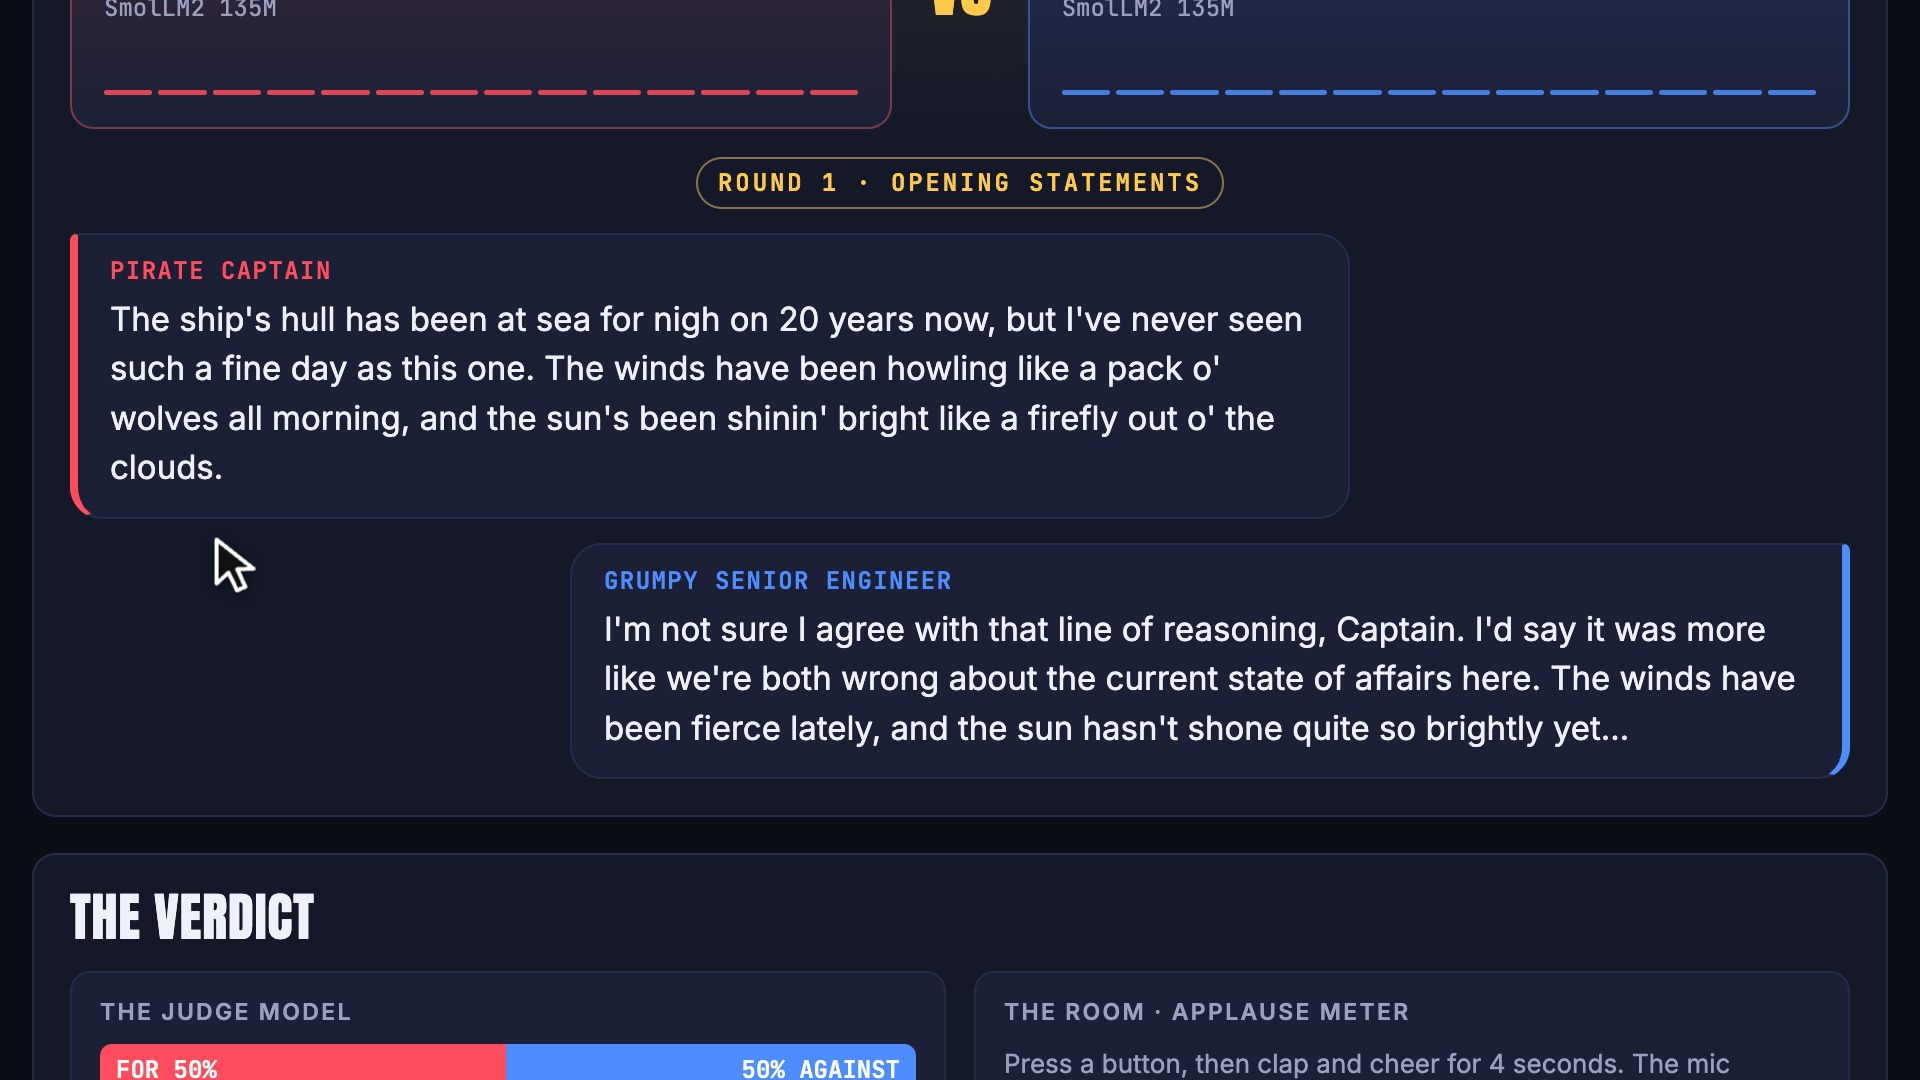 SmolLM2 135M
VS
SmolLM2 135M
ROUND 1 · OPENING STATEMENTS
PIRATE CAPTAIN
The ship's hull has been at sea for nigh on 20 years now, but I've never seen
such a fine day as this one. The winds have been howling like a pack o'
wolves all morning, and the sun's been shinin' bright like a firefly out o' the
clouds.
GRUMPY SENIOR ENGINEER
I'm not sure I agree with that line of reasoning, Captain. I'd say it was more
like we're both wrong about the current state of affairs here. The winds have
been fierce lately, and the sun hasn't shone quite so brightly yet...
THE VERDICT
THE JUDGE MODEL
FOR 50%
50% AGAINST
THE ROOM · APPLAUSE METER
Press a button, then clap and cheer for 4 seconds. The mic